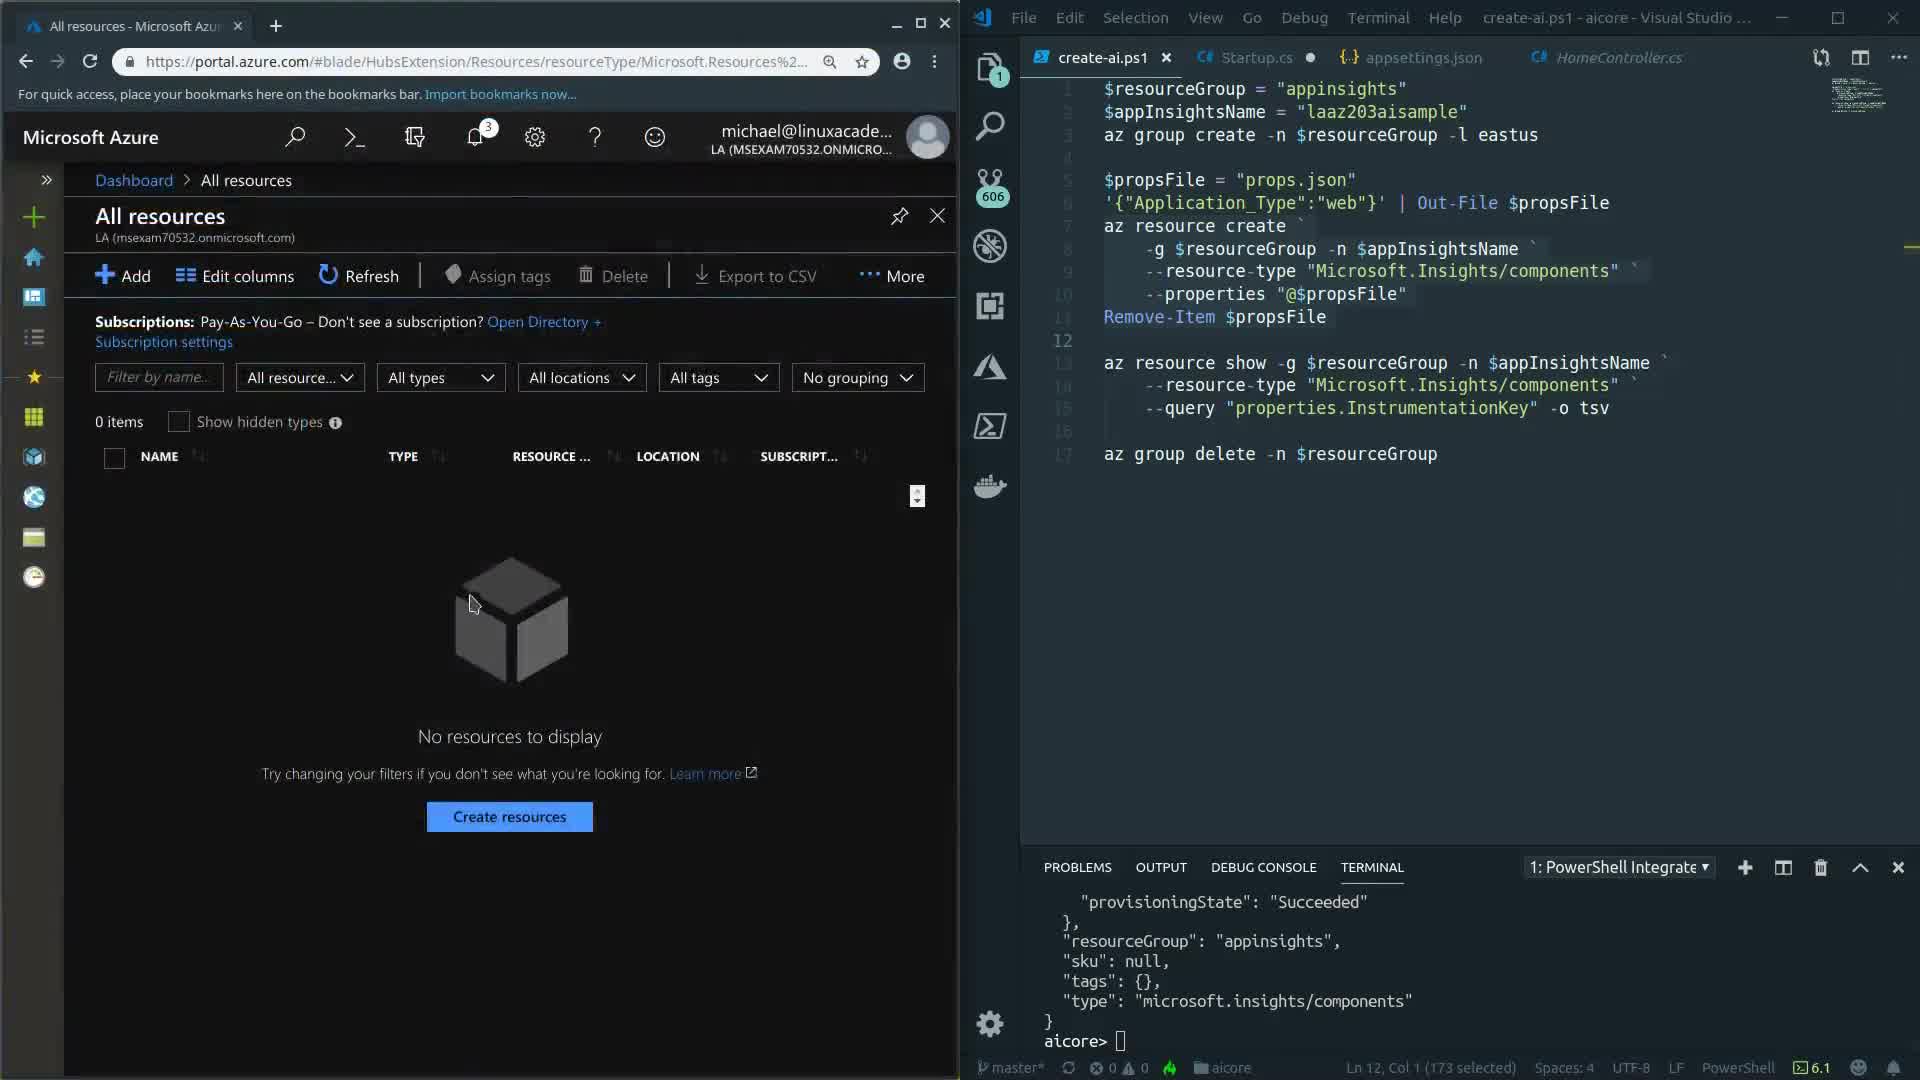 All resources - Microsoft Azu
https://portal.azure.com/#blade/HubsExtension/Resources/resourceType/Microsoft.Resources%2...
For quick access, place your bookmarks here on the bookmarks bar. Import bookmarks now...
Microsoft Azure
3
michael@linuxacade...
LA (MSEXAM70532.ONMICRO...
Dashboard > All resources
All resources
LA (msexam70532.onmicrosoft.com)
Add Edit columns Refresh Assign tags Delete Export to CSV More
Subscriptions: Pay-As-You-Go – Don't see a subscription? Open Directory +
Subscription settings
Filter by name... All resource... All types All locations All tags No grouping
0 items Show hidden types
NAME TYPE RESOURCE ... LOCATION SUBSCRIPT...
No resources to display
Try changing your filters if you don't see what you're looking for. Learn more
Create resources
File Edit Selection View Go Debug Terminal Help create-ai.ps1 - aicore - Visual Studio ...
create-ai.ps1 Startup.cs appsettings.json HomeController.cs
1
606
1 $resourceGroup = "appinsights"
2 $appInsightsName = "laaz203aisample"
3 az group create -n $resourceGroup -l eastus
4
5 $propsFile = "props.json"
6 '{"Application_Type":"web"}' | Out-File $propsFile
7 az resource create `
8 -g $resourceGroup -n $appInsightsName `
9 --resource-type "Microsoft.Insights/components" `
10 --properties "@$propsFile"
11 Remove-Item $propsFile
12
13 az resource show -g $resourceGroup -n $appInsightsName `
14 --resource-type "Microsoft.Insights/components" `
15 --query "properties.InstrumentationKey" -o tsv
16
17 az group delete -n $resourceGroup
PROBLEMS OUTPUT DEBUG CONSOLE TERMINAL 1: PowerShell Integrate
"provisioningState": "Succeeded"
},
"resourceGroup": "appinsights",
"sku": null,
"tags": {},
"type": "microsoft.insights/components"
}
aicore>
master* 0 0 aicore Ln 12, Col 1 (173 selected) Spaces: 4 UTF-8 LF PowerShell 6.1